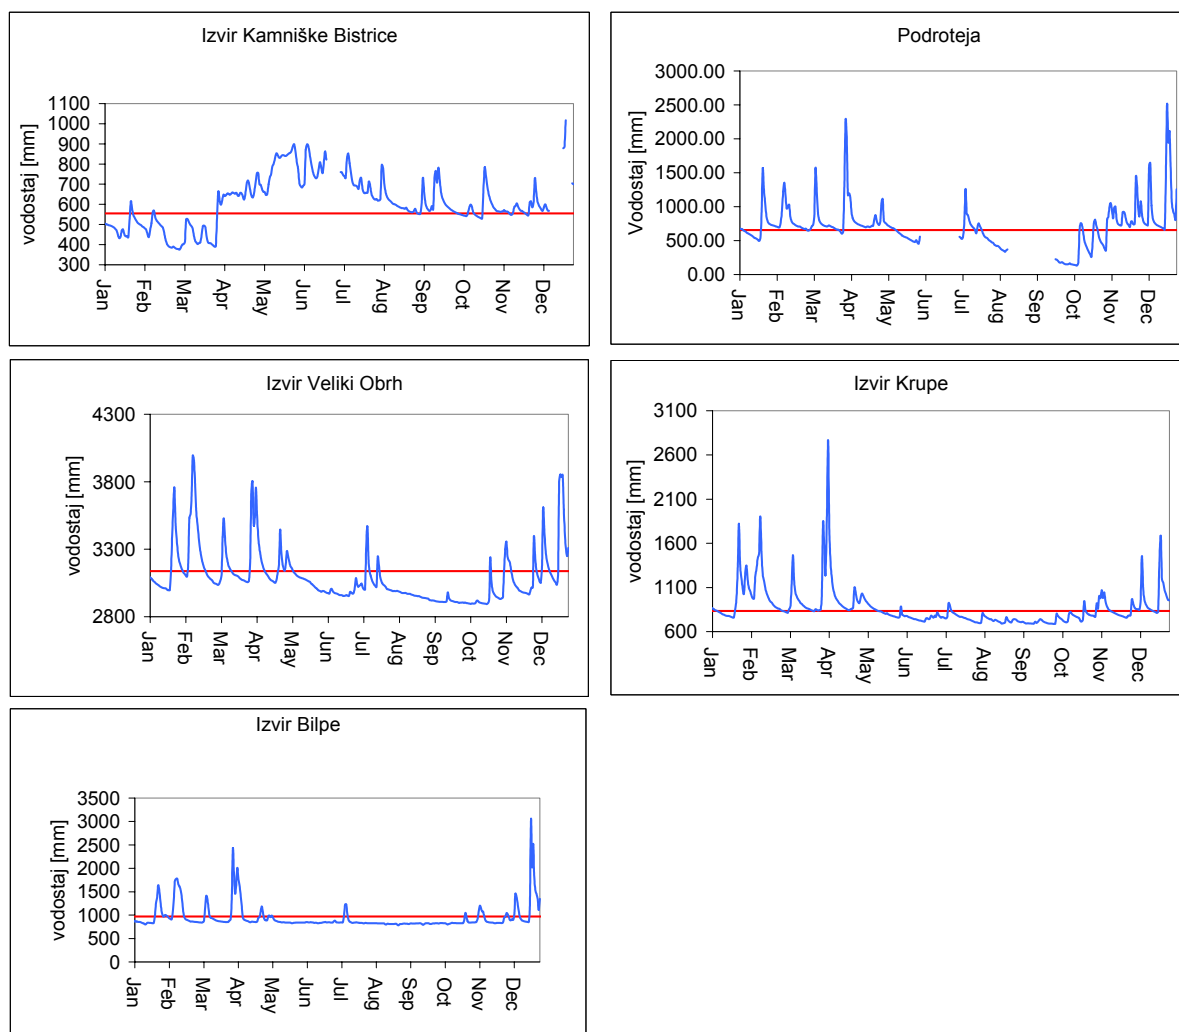 Izvir Kamniške Bistrice
vodostaj [mm]
1100
1000
900
800
700
600
500
400
300
Jan
Feb
Mar
Apr
May
Jun
Jul
Aug
Sep
Oct
Nov
Dec
Podroteja
Vodostaj [mm]
3000.00
2500.00
2000.00
1500.00
1000.00
500.00
0.00
Jan
Feb
Mar
Apr
May
Jun
Jul
Aug
Sep
Oct
Nov
Dec
Izvir Veliki Obrh
vodostaj [mm]
4300
3800
3300
2800
Jan
Feb
Mar
Apr
May
Jun
Jul
Aug
Sep
Oct
Nov
Dec
Izvir Krupe
vodostaj [mm]
3100
2600
2100
1600
1100
600
Jan
Feb
Mar
Apr
May
Jun
Jul
Aug
Sep
Oct
Nov
Dec
Izvir Bilpe
vodostaj [mm]
3500
3000
2500
2000
1500
1000
500
0
Jan
Feb
Mar
Apr
May
Jun
Jul
Aug
Sep
Oct
Nov
Dec